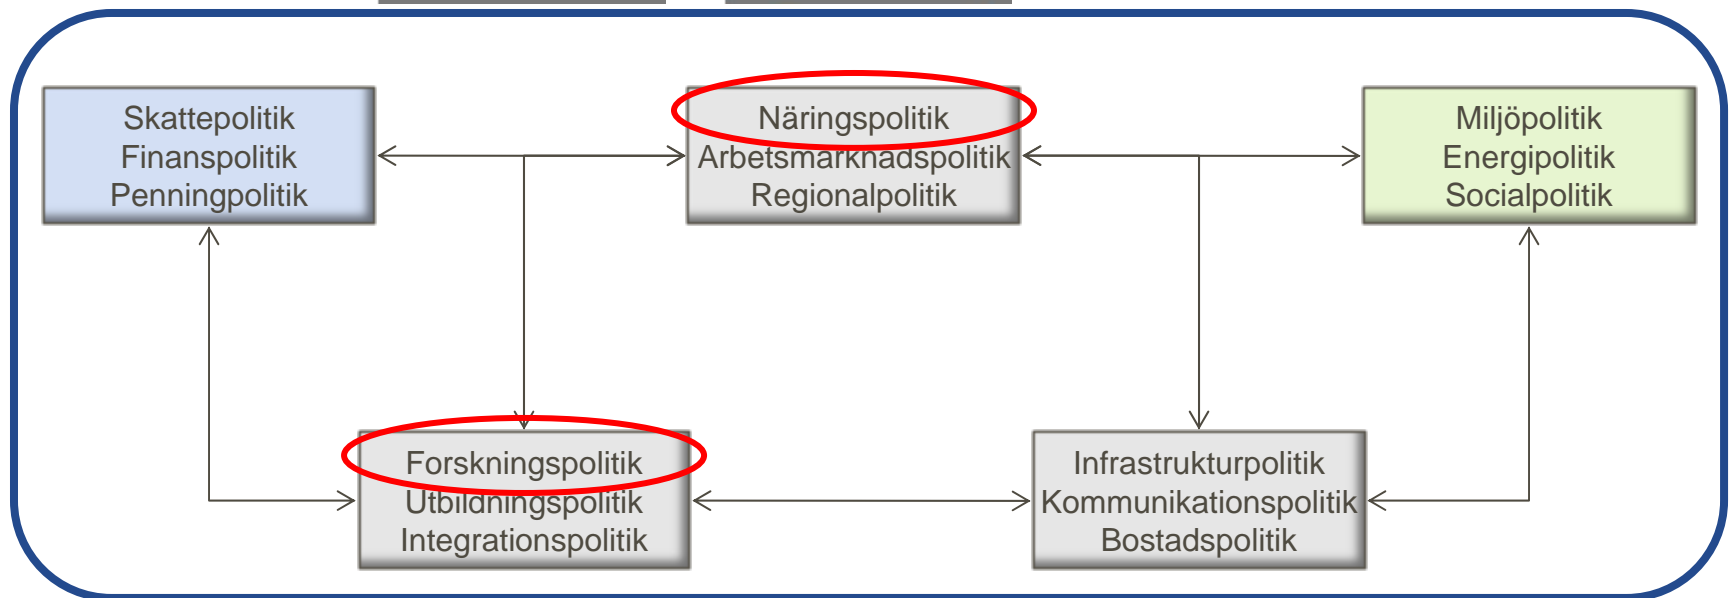 Skattepolitik
Finanspolitik
Penningpolitik
Näringspolitik
Arbetsmarknadspolitik
Regionalpolitik
Miljöpolitik
Energipolitik
Socialpolitik
Forskningspolitik
Utbildningspolitik
Integrationspolitik
Infrastrukturpolitik
Kommunikationspolitik
Bostadspolitik